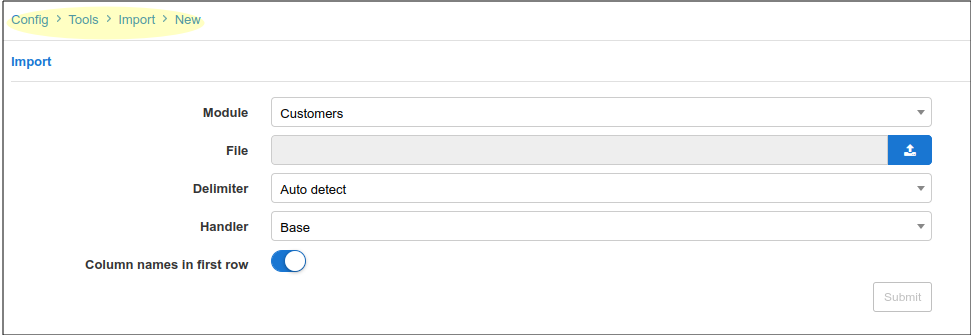 Config > Tools > Import > New
Import
Module Customers
File
Delimiter Auto detect
Handler Base
Column names in first row
Submit